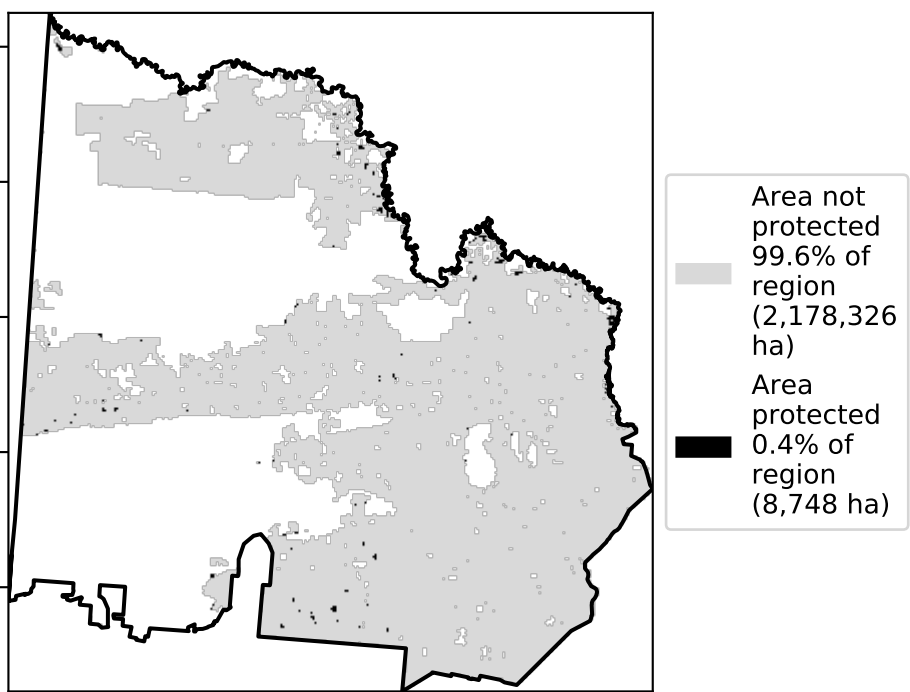 Area not
protected
99.6% of
region
(2,178,326
ha)
Area
protected
0.4% of
region
(8,748 ha)